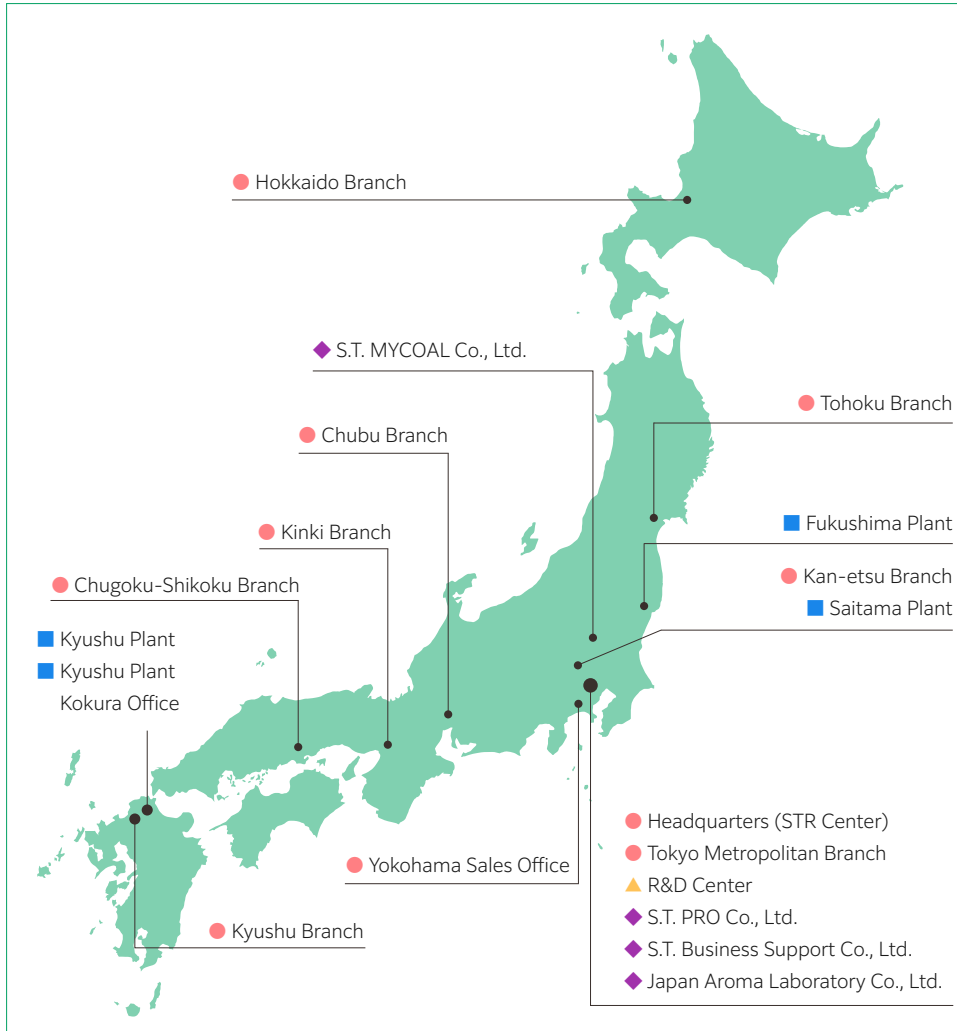 Hokkaido Branch
S.T. MYCOAL Co., Ltd.
Tohoku Branch
Chubu Branch
Fukushima Plant
Kinki Branch
Kan-etsu Branch
Saitama Plant
Chugoku-Shikoku Branch
Kyushu Plant
Kyushu Plant
Kokura Office
Headquarters (STR Center)
Tokyo Metropolitan Branch
R&D Center
S.T. PRO Co., Ltd.
S.T. Business Support Co., Ltd.
Japan Aroma Laboratory Co., Ltd.
Yokohama Sales Office
Kyushu Branch